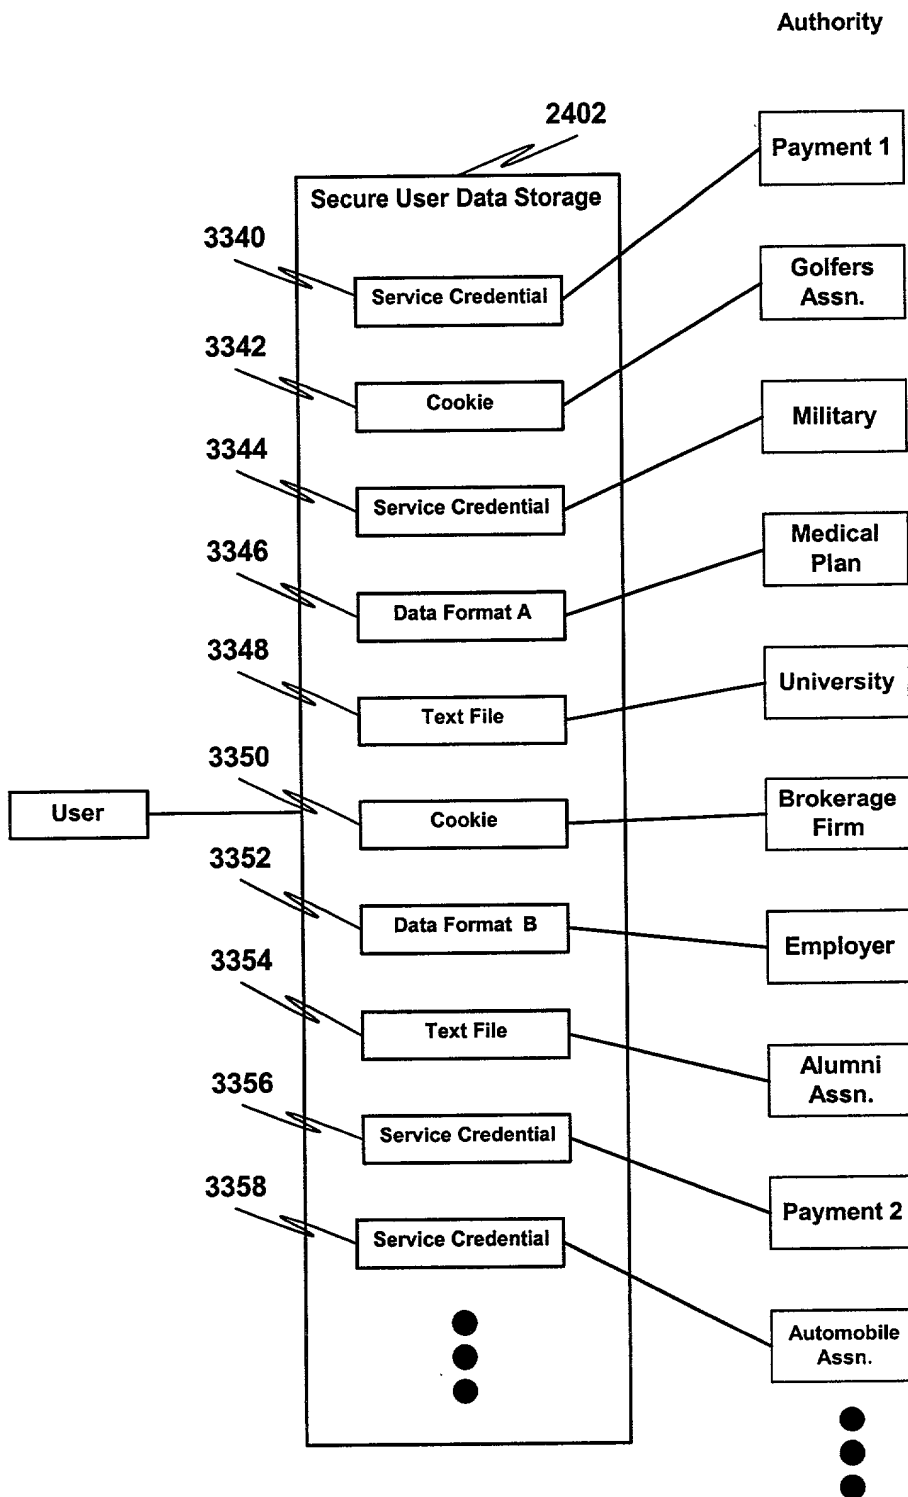 Authority
2402
Payment 1
Secure User Data Storage
3340
Service Credential
Golfers
Assn.
3342
Cookie
Military
3344
Service Credential
Medical
Plan
3346
Data Format A
3348
University
Text File
3350
User
Cookie
Brokerage
Firm
3352
Data Format B
Employer
3354
Text File
Alumni
Assn.
3356
Service Credential
Payment 2
3358
Service Credential
Automobile
Assn.